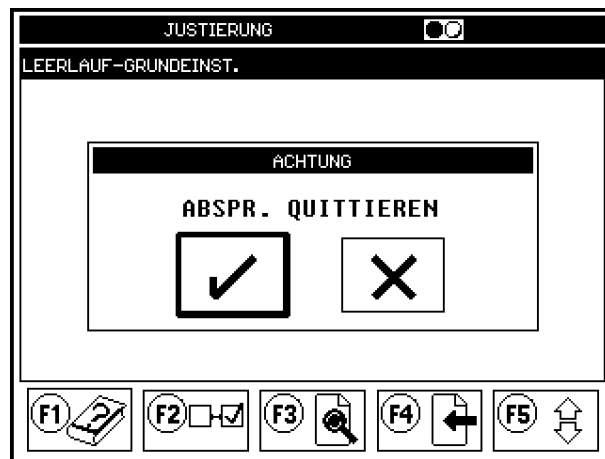 JUSTIERUNG
LEERLAUF-GRUNDEINST.
ACHTUNG
ABSPR. QUITTIEREN
F1 F2 F3 F4 F5